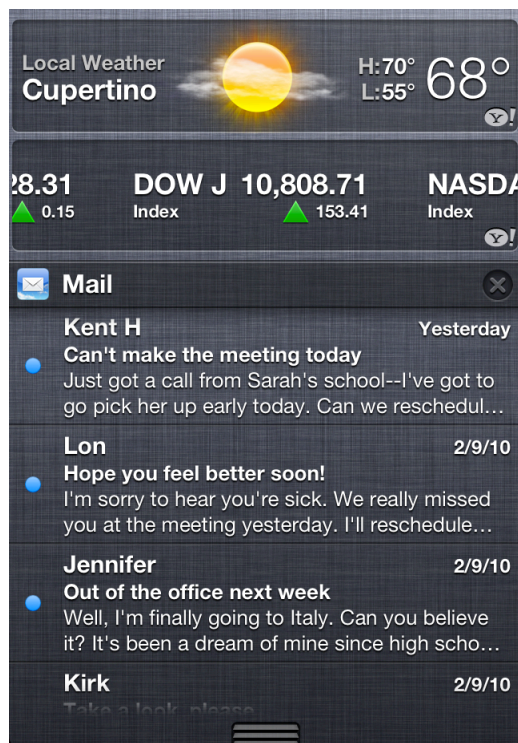 Local Weather
Cupertino
H:70°
L:55°
68°
Y!
28.31
0.15
DOW J 10,808.71
Index
153.41
NASDA
Index
Y!
Mail
Kent H
Yesterday
Can't make the meeting today
Just got a call from Sarah's school--I've got to
go pick her up early today. Can we reschedul...
Lon
2/9/10
Hope you feel better soon!
I'm sorry to hear you're sick. We really missed
you at the meeting yesterday. I'll reschedule...
Jennifer
2/9/10
Out of the office next week
Well, I'm finally going to Italy. Can you believe
it? It's been a dream of mine since high scho...
Kirk
2/9/10
Take a look, please